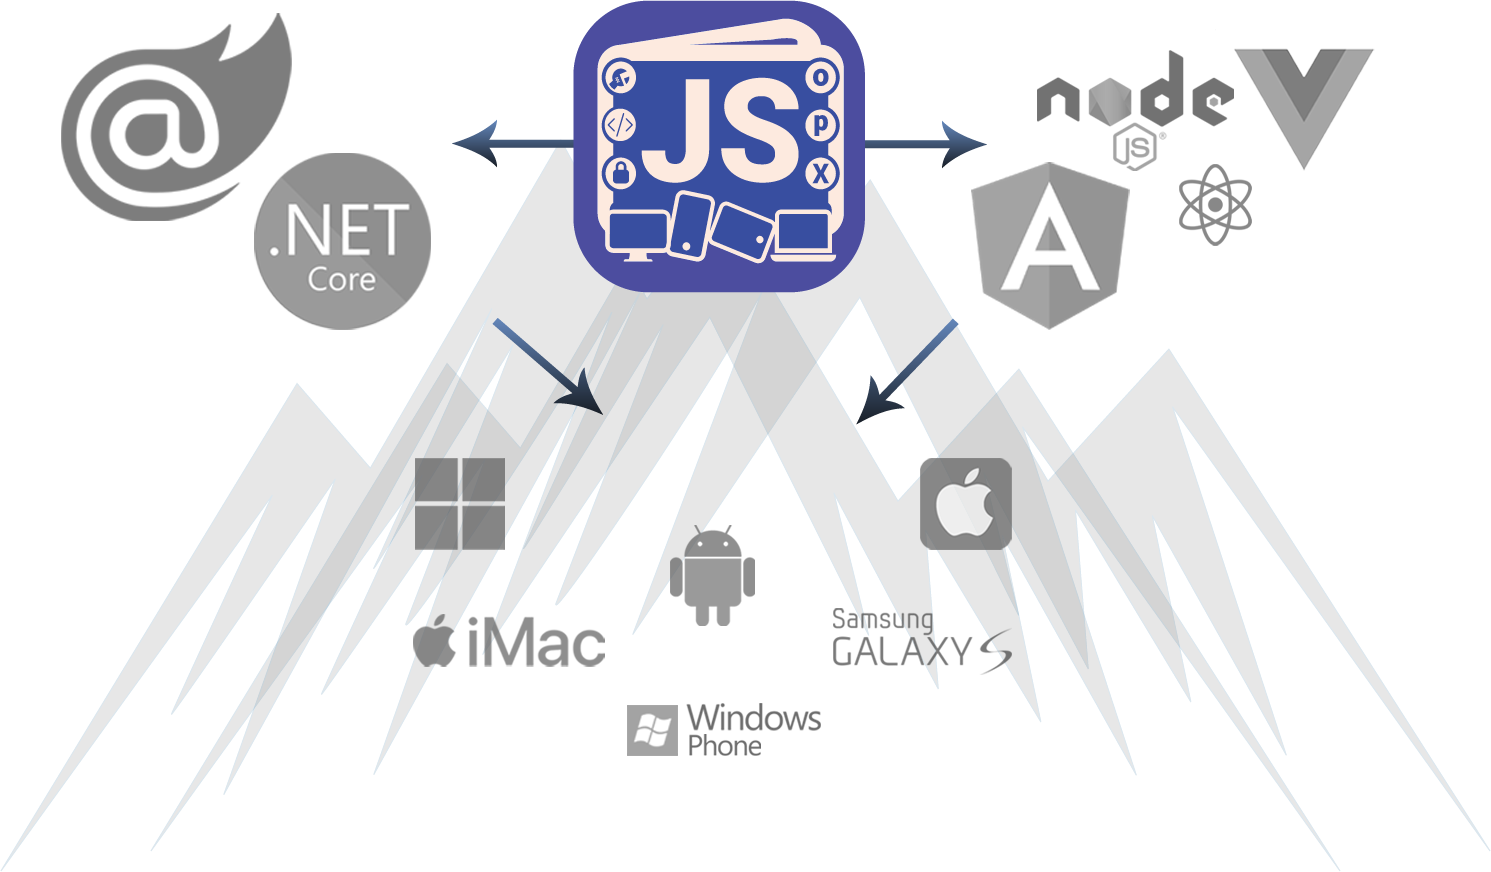 @
.NET
Core
</>
JS
o
p
x
node
JS
®
A
iMac
Samsung
GALAXY S
Windows
Phone